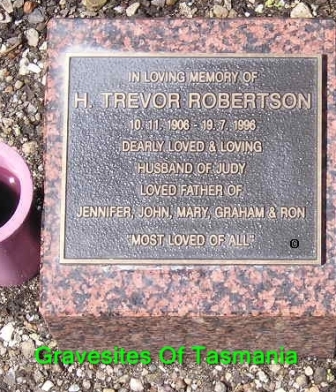 IN LOVING MEMORY OF
H. TREVOR ROBERTSON
10. 11. 1906 - 19. 7. 1996
DEARLY LOVED & LOVING
HUSBAND OF JUDY
LOVED FATHER OF
JENNIFER, JOHN, MARY, GRAHAM & RON
"MOST LOVED OF ALL"
Gravesites Of Tasmania